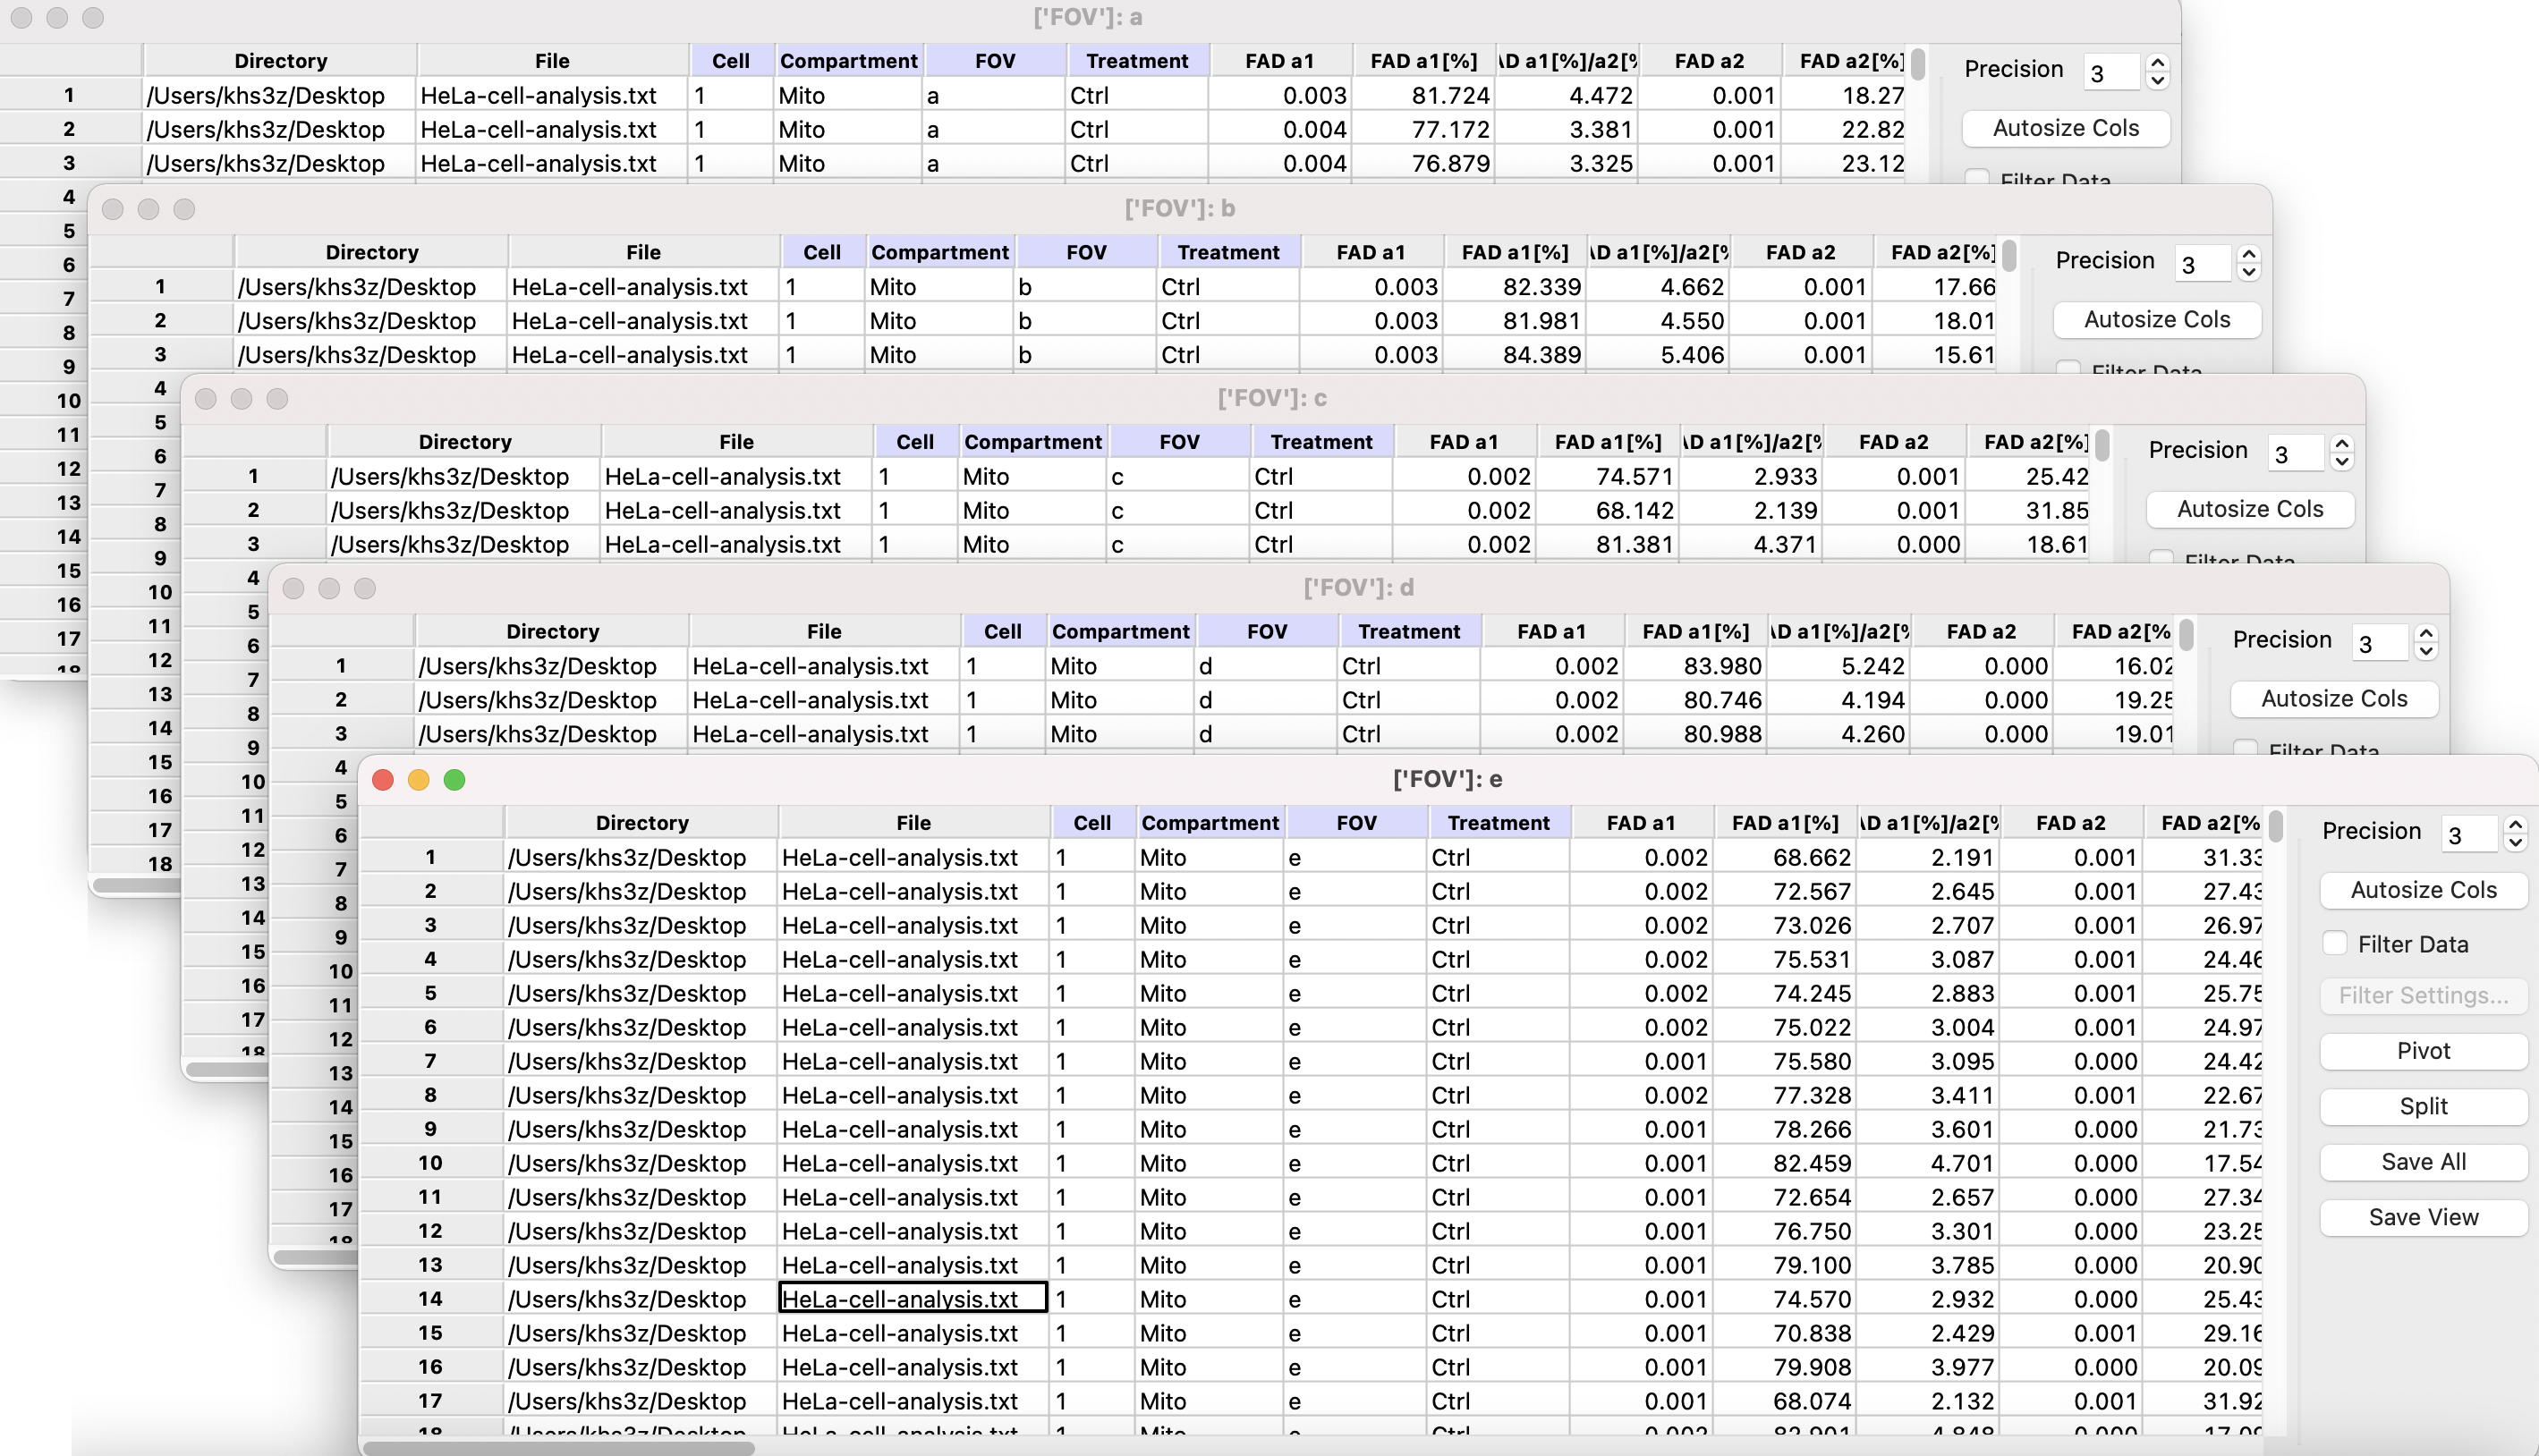 ['FOV']: a
Directory File Cell Compartment FOV Treatment FAD a1 FAD a1[%] AD a1[%]/a2[% FAD a2 FAD a2[%] Precision 3
1 /Users/khs3z/Desktop HeLa-cell-analysis.txt 1 Mito a Ctrl 0.003 81.724 4.472 0.001 18.27
2 /Users/khs3z/Desktop HeLa-cell-analysis.txt 1 Mito a Ctrl 0.004 77.172 3.381 0.001 22.82 Autosize Cols
3 /Users/khs3z/Desktop HeLa-cell-analysis.txt 1 Mito a Ctrl 0.004 76.879 3.325 0.001 23.12
Filter Data
4
5
6
7
8
9
10
11
12
13
14
15
16
17
18
['FOV']: b
Directory File Cell Compartment FOV Treatment FAD a1 FAD a1[%] AD a1[%]/a2[% FAD a2 FAD a2[%] Precision 3
1 /Users/khs3z/Desktop HeLa-cell-analysis.txt 1 Mito b Ctrl 0.003 82.339 4.662 0.001 17.66
2 /Users/khs3z/Desktop HeLa-cell-analysis.txt 1 Mito b Ctrl 0.003 81.981 4.550 0.001 18.01 Autosize Cols
3 /Users/khs3z/Desktop HeLa-cell-analysis.txt 1 Mito b Ctrl 0.003 84.389 5.406 0.001 15.61
Filter Data
4
5
6
7
8
9
10
11
12
13
14
15
16
17
18
['FOV']: c
Directory File Cell Compartment FOV Treatment FAD a1 FAD a1[%] AD a1[%]/a2[% FAD a2 FAD a2[%] Precision 3
1 /Users/khs3z/Desktop HeLa-cell-analysis.txt 1 Mito c Ctrl 0.002 74.571 2.933 0.001 25.42
2 /Users/khs3z/Desktop HeLa-cell-analysis.txt 1 Mito c Ctrl 0.002 68.142 2.139 0.001 31.85 Autosize Cols
3 /Users/khs3z/Desktop HeLa-cell-analysis.txt 1 Mito c Ctrl 0.002 81.381 4.371 0.000 18.61
Filter Data
4
5
6
7
8
9
10
11
12
13
14
15
16
17
18
['FOV']: d
Directory File Cell Compartment FOV Treatment FAD a1 FAD a1[%] AD a1[%]/a2[% FAD a2 FAD a2[% Precision 3
1 /Users/khs3z/Desktop HeLa-cell-analysis.txt 1 Mito d Ctrl 0.002 83.980 5.242 0.000 16.02
2 /Users/khs3z/Desktop HeLa-cell-analysis.txt 1 Mito d Ctrl 0.002 80.746 4.194 0.000 19.25 Autosize Cols
3 /Users/khs3z/Desktop HeLa-cell-analysis.txt 1 Mito d Ctrl 0.002 80.988 4.260 0.000 19.01
Filter Data
4
5
6
7
8
9
10
11
12
13
14
15
16
17
18
['FOV']: e
Directory File Cell Compartment FOV Treatment FAD a1 FAD a1[%] AD a1[%]/a2[% FAD a2 FAD a2[% Precision 3
1 /Users/khs3z/Desktop HeLa-cell-analysis.txt 1 Mito e Ctrl 0.002 68.662 2.191 0.001 31.33
2 /Users/khs3z/Desktop HeLa-cell-analysis.txt 1 Mito e Ctrl 0.002 72.567 2.645 0.001 27.43 Autosize Cols
3 /Users/khs3z/Desktop HeLa-cell-analysis.txt 1 Mito e Ctrl 0.002 73.026 2.707 0.001 26.97 Filter Data
4 /Users/khs3z/Desktop HeLa-cell-analysis.txt 1 Mito e Ctrl 0.002 75.531 3.087 0.001 24.46
5 /Users/khs3z/Desktop HeLa-cell-analysis.txt 1 Mito e Ctrl 0.002 74.245 2.883 0.001 25.75 Filter Settings...
6 /Users/khs3z/Desktop HeLa-cell-analysis.txt 1 Mito e Ctrl 0.002 75.022 3.004 0.001 24.97
7 /Users/khs3z/Desktop HeLa-cell-analysis.txt 1 Mito e Ctrl 0.001 75.580 3.095 0.000 24.42 Pivot
8 /Users/khs3z/Desktop HeLa-cell-analysis.txt 1 Mito e Ctrl 0.002 77.328 3.411 0.001 22.67 Split
9 /Users/khs3z/Desktop HeLa-cell-analysis.txt 1 Mito e Ctrl 0.001 78.266 3.601 0.000 21.73
10 /Users/khs3z/Desktop HeLa-cell-analysis.txt 1 Mito e Ctrl 0.001 82.459 4.701 0.000 17.54 Save All
11 /Users/khs3z/Desktop HeLa-cell-analysis.txt 1 Mito e Ctrl 0.001 72.654 2.657 0.000 27.34 Save View
12 /Users/khs3z/Desktop HeLa-cell-analysis.txt 1 Mito e Ctrl 0.001 76.750 3.301 0.000 23.25
13 /Users/khs3z/Desktop HeLa-cell-analysis.txt 1 Mito e Ctrl 0.001 79.100 3.785 0.000 20.90
14 /Users/khs3z/Desktop HeLa-cell-analysis.txt 1 Mito e Ctrl 0.001 74.570 2.932 0.000 25.43
15 /Users/khs3z/Desktop HeLa-cell-analysis.txt 1 Mito e Ctrl 0.001 70.838 2.429 0.001 29.16
16 /Users/khs3z/Desktop HeLa-cell-analysis.txt 1 Mito e Ctrl 0.001 79.908 3.977 0.000 20.09
17 /Users/khs3z/Desktop HeLa-cell-analysis.txt 1 Mito e Ctrl 0.001 68.074 2.132 0.001 31.92